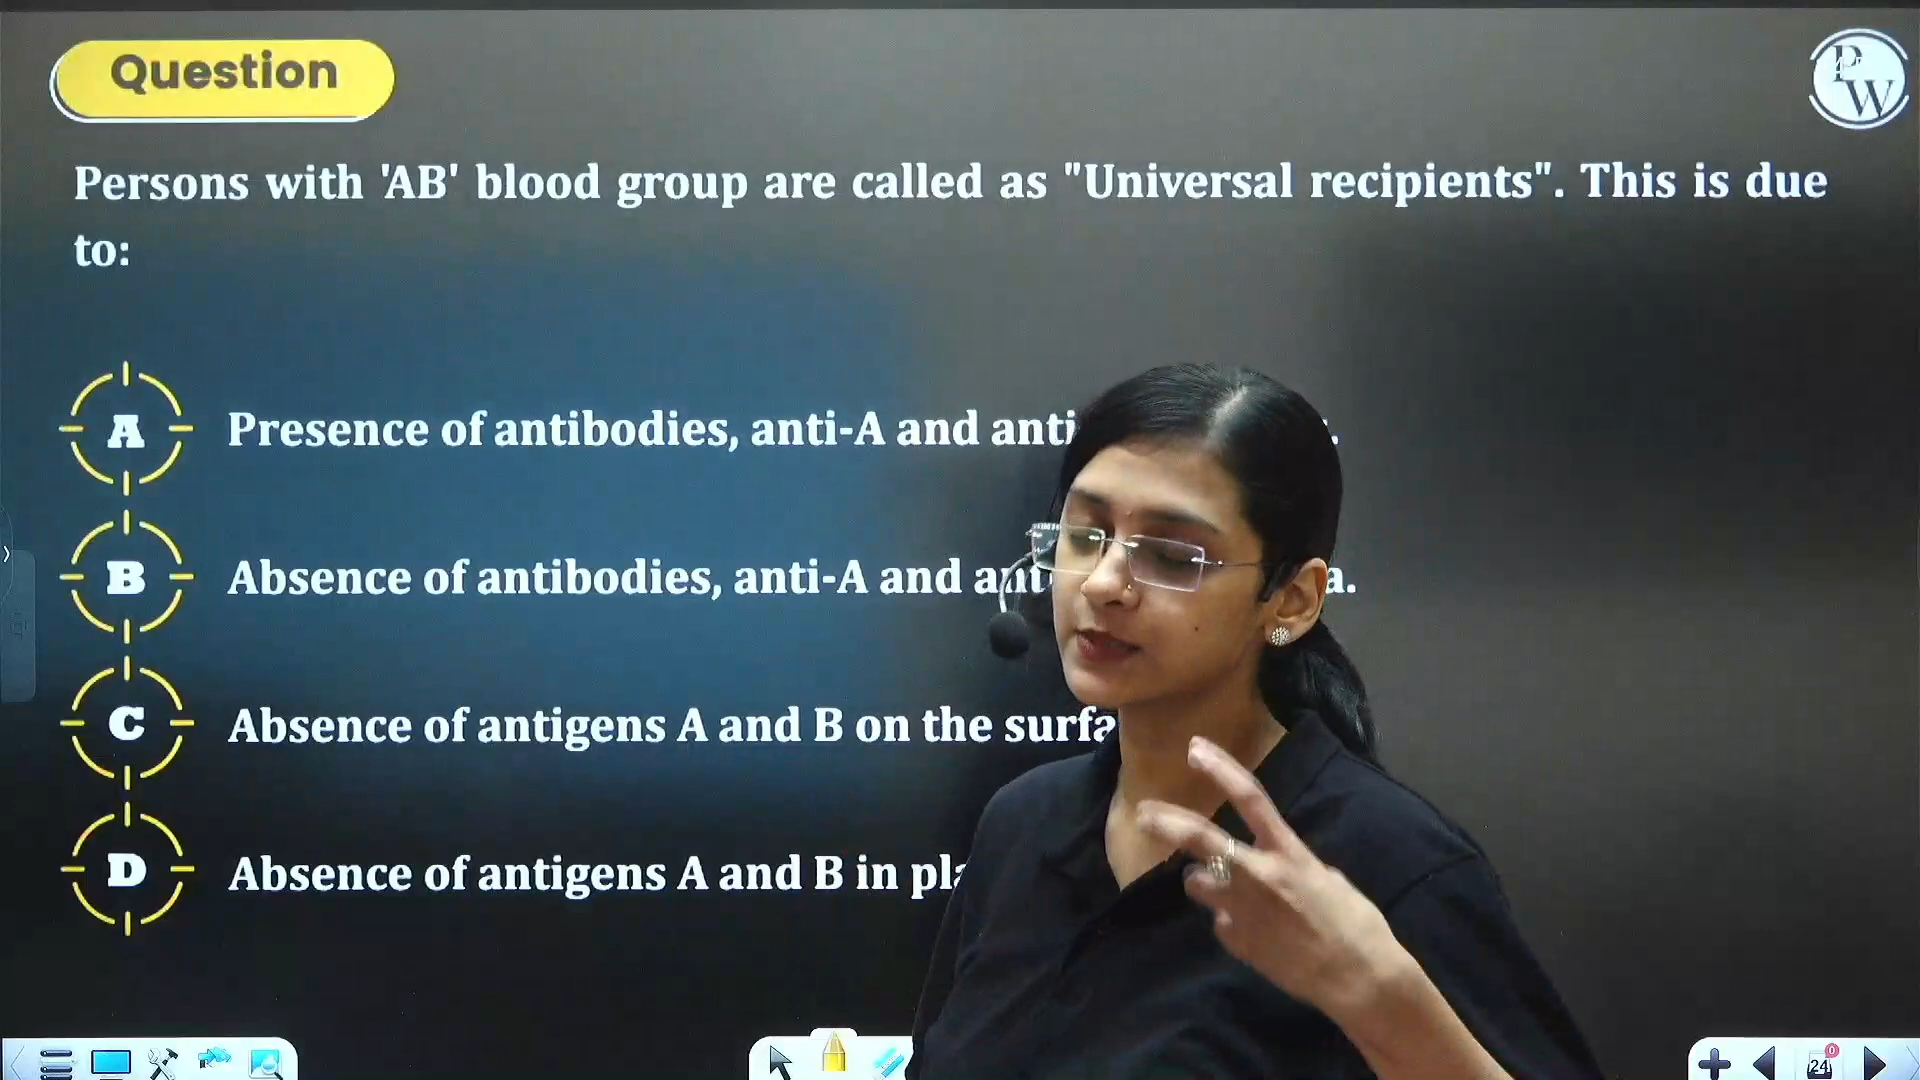 Question
PW
Persons with 'AB' blood group are called as "Universal recipients". This is due
to:
A Presence of antibodies, anti-A and anti
B Absence of antibodies, anti-A and a.
C Absence of antigens A and B on the
D Absence of antigens A and B in
24
0